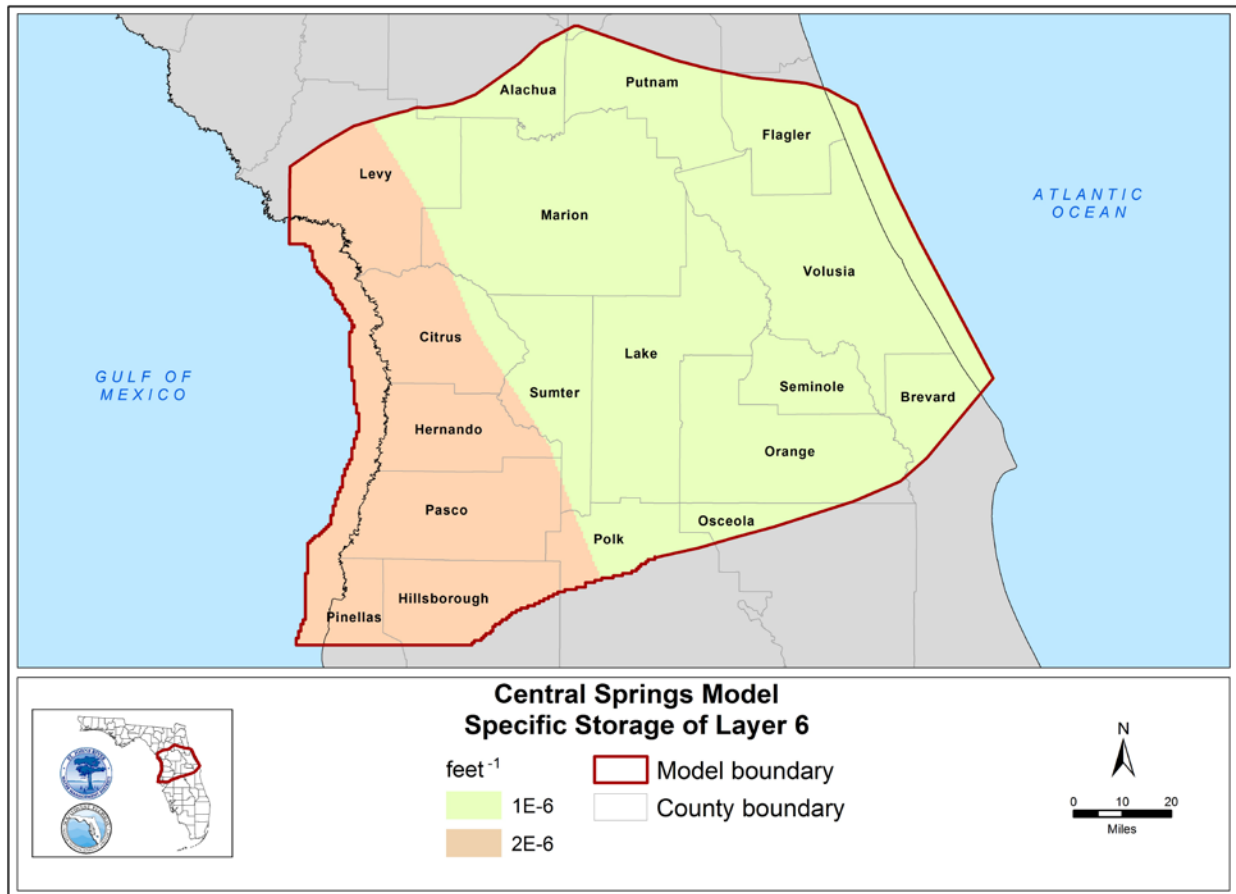 Alachua
Putnam
Flagler
Levy
Marion
ATLANTIC
OCEAN
Volusia
Citrus
Lake
GULF OF
MEXICO
Sumter
Seminole
Brevard
Hernando
Orange
Pasco
Osceola
Polk
Hillsborough
Pinellas
Central Springs Model
Specific Storage of Layer 6
feet⁻¹
1E-6
2E-6
Model boundary
County boundary
N
0 10 20
Miles